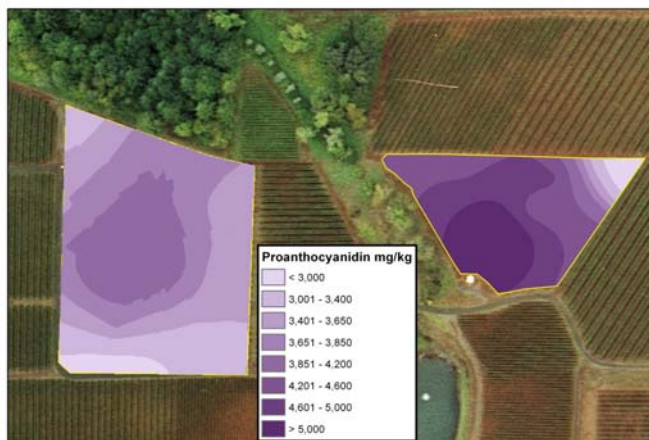 Proanthocyanidin mg/kg
< 3,000
3,001 - 3,400
3,401 - 3,650
3,651 - 3,850
3,851 - 4,200
4,201 - 4,600
4,601 - 5,000
> 5,000